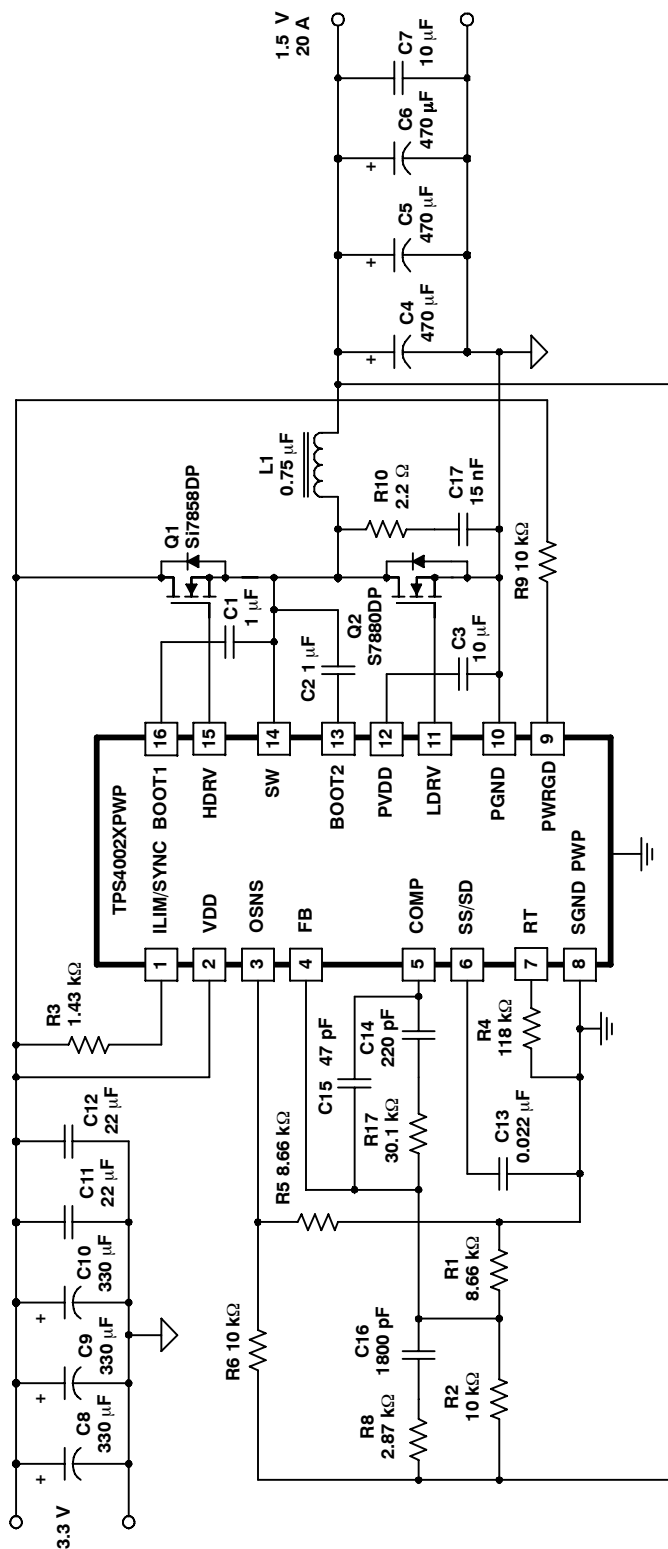 3.3 V
C8
330 µF
C9
330 µF
C10
330 µF
C11
22 µF
C12
22 µF
R3
1.43 kΩ
TPS4002XPWP
1
ILIM/SYNC
BOOT1
16
2
VDD
HDRV
15
3
OSNS
SW
14
4
FB
BOOT2
13
PVDD
12
5
COMP
LDRV
11
6
SS/SD
PGND
10
7
RT
PWRGD
9
8
SGND
PWP
R6 10 kΩ
R5 8.66 kΩ
C15
47 pF
C14
220 pF
R17
30.1 kΩ
C16
1800 pF
R8
2.87 kΩ
R2
10 kΩ
R1
8.66 kΩ
C13
0.022 µF
R4
118 kΩ
Q1
Si7858DP
C1
1 µF
C2 1 µF
Q2
S7880DP
C3
10 µF
L1
0.75 µF
R10
2.2 Ω
C17
15 nF
R9 10 kΩ
C4
470 µF
C5
470 µF
C6
470 µF
C7
10 µF
1.5 V
20 A
+
+
+
+
+
+